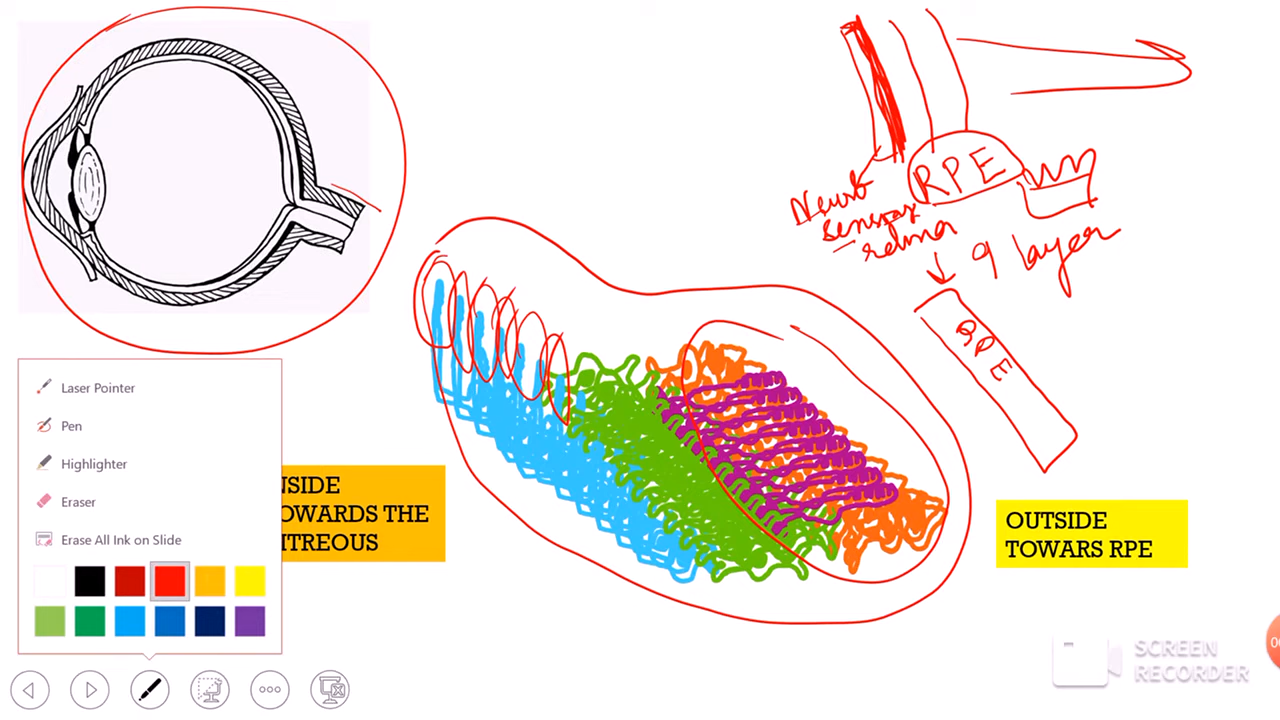 RPE
Neuro
sensory
retina
9 layer
RPE
Laser Pointer
Pen
Highlighter
Eraser
Erase All Ink on Slide
NSIDE
OWARDS THE
ITREOUS
OUTSIDE
TOWARS RPE
SCREEN
RECORDER